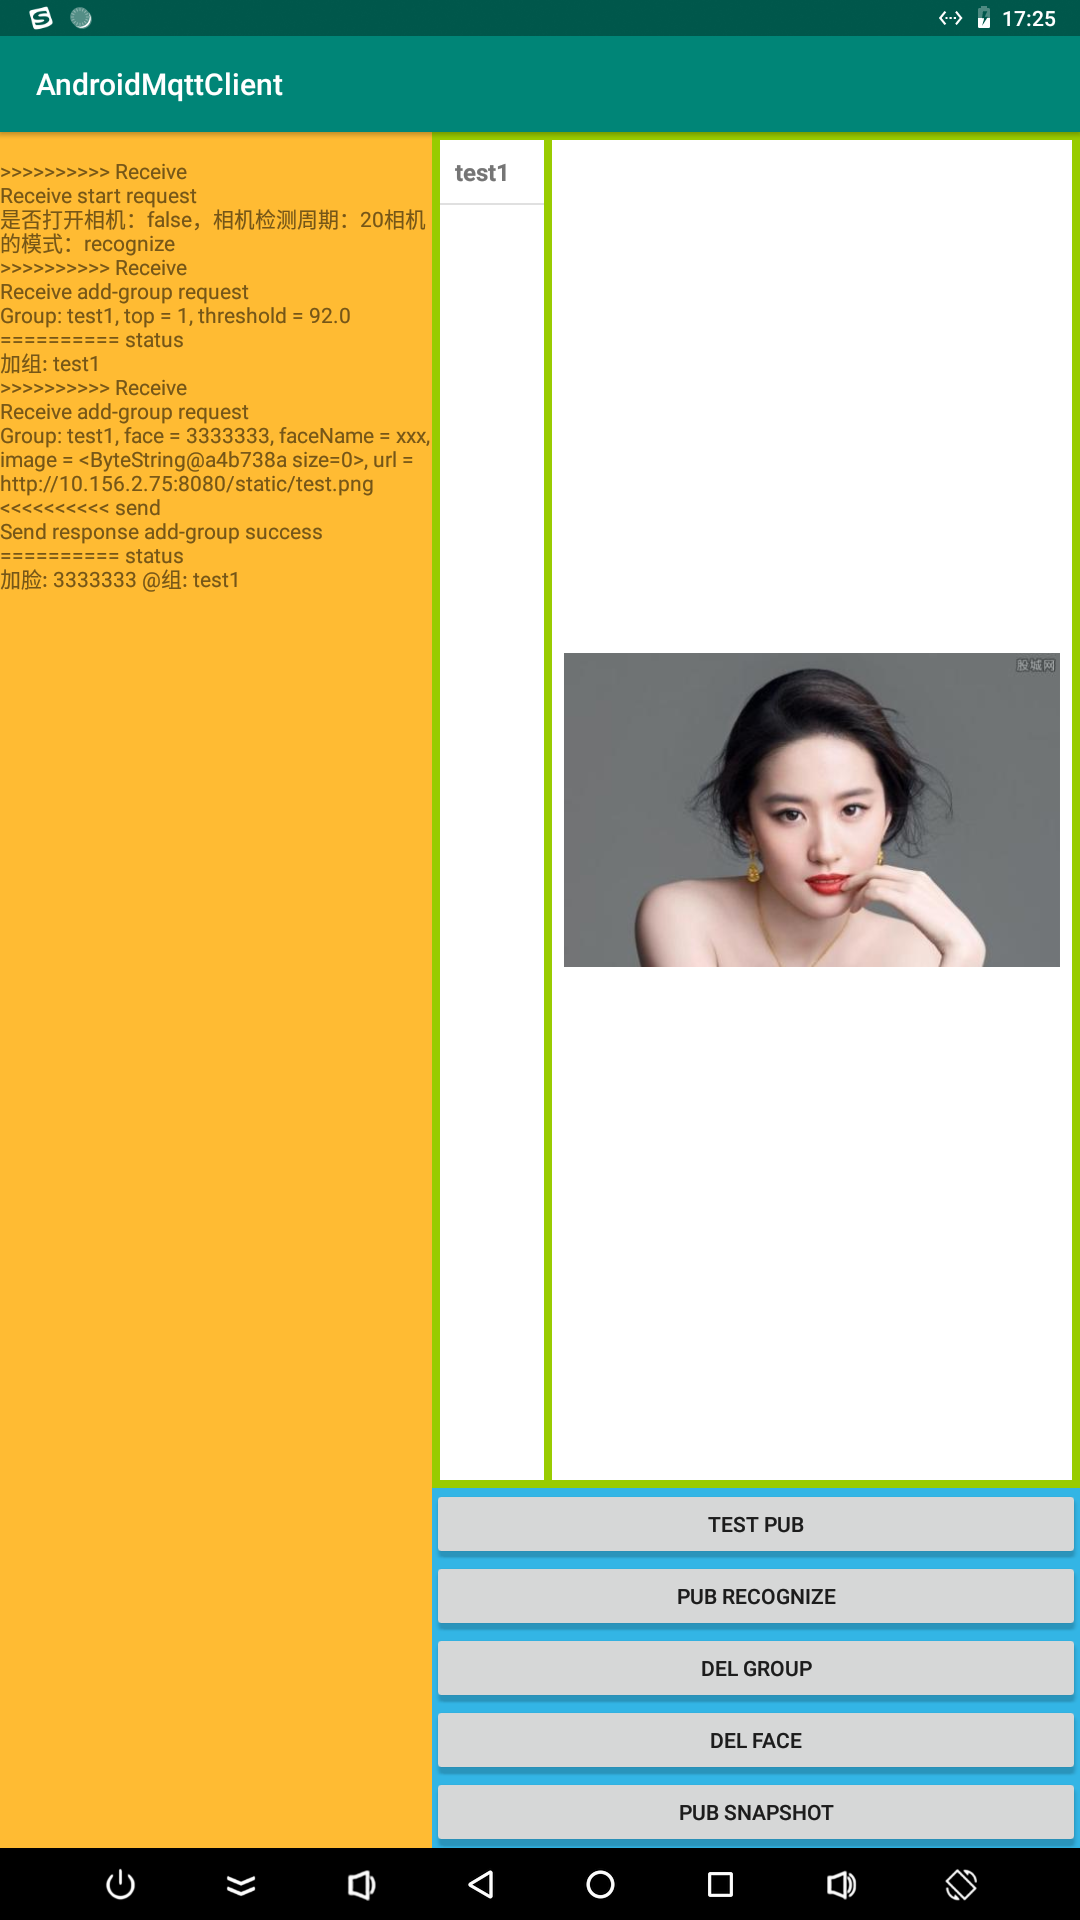 17:25
AndroidMqttClient
>>>>>>>>>> Receive
Receive start request
是否打开相机：false，相机检测周期：20相机
的模式：recognize
>>>>>>>>>> Receive
Receive add-group request
Group: test1, top = 1, threshold = 92.0
========== status
加组: test1
>>>>>>>>>> Receive
Receive add-group request
Group: test1, face = 3333333, faceName = xxx,
image = <ByteString@a4b738a size=0>, url =
http://10.156.2.75:8080/static/test.png
<<<<<<<<<< send
Send response add-group success
========== status
加脸: 3333333 @组: test1
test1
股城网
TEST PUB
PUB RECOGNIZE
DEL GROUP
DEL FACE
PUB SNAPSHOT